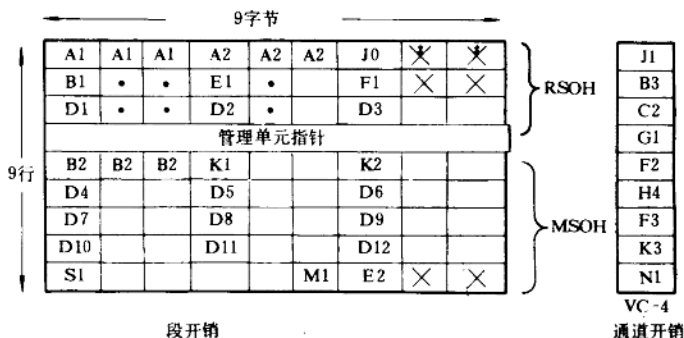 9字节
A1 A1 A1 A2 A2 A2 J0
B1 • • E1 • F1
D1 • • D2 • D3
管理单元指针
B2 B2 B2 K1 K2
D4 D5 D6
D7 D8 D9
D10 D11 D12
S1 M1 E2
9行
RSOH
MSOH
J1
B3
C2
G1
F2
H4
F3
K3
N1
VC-4
段开销
通道开销